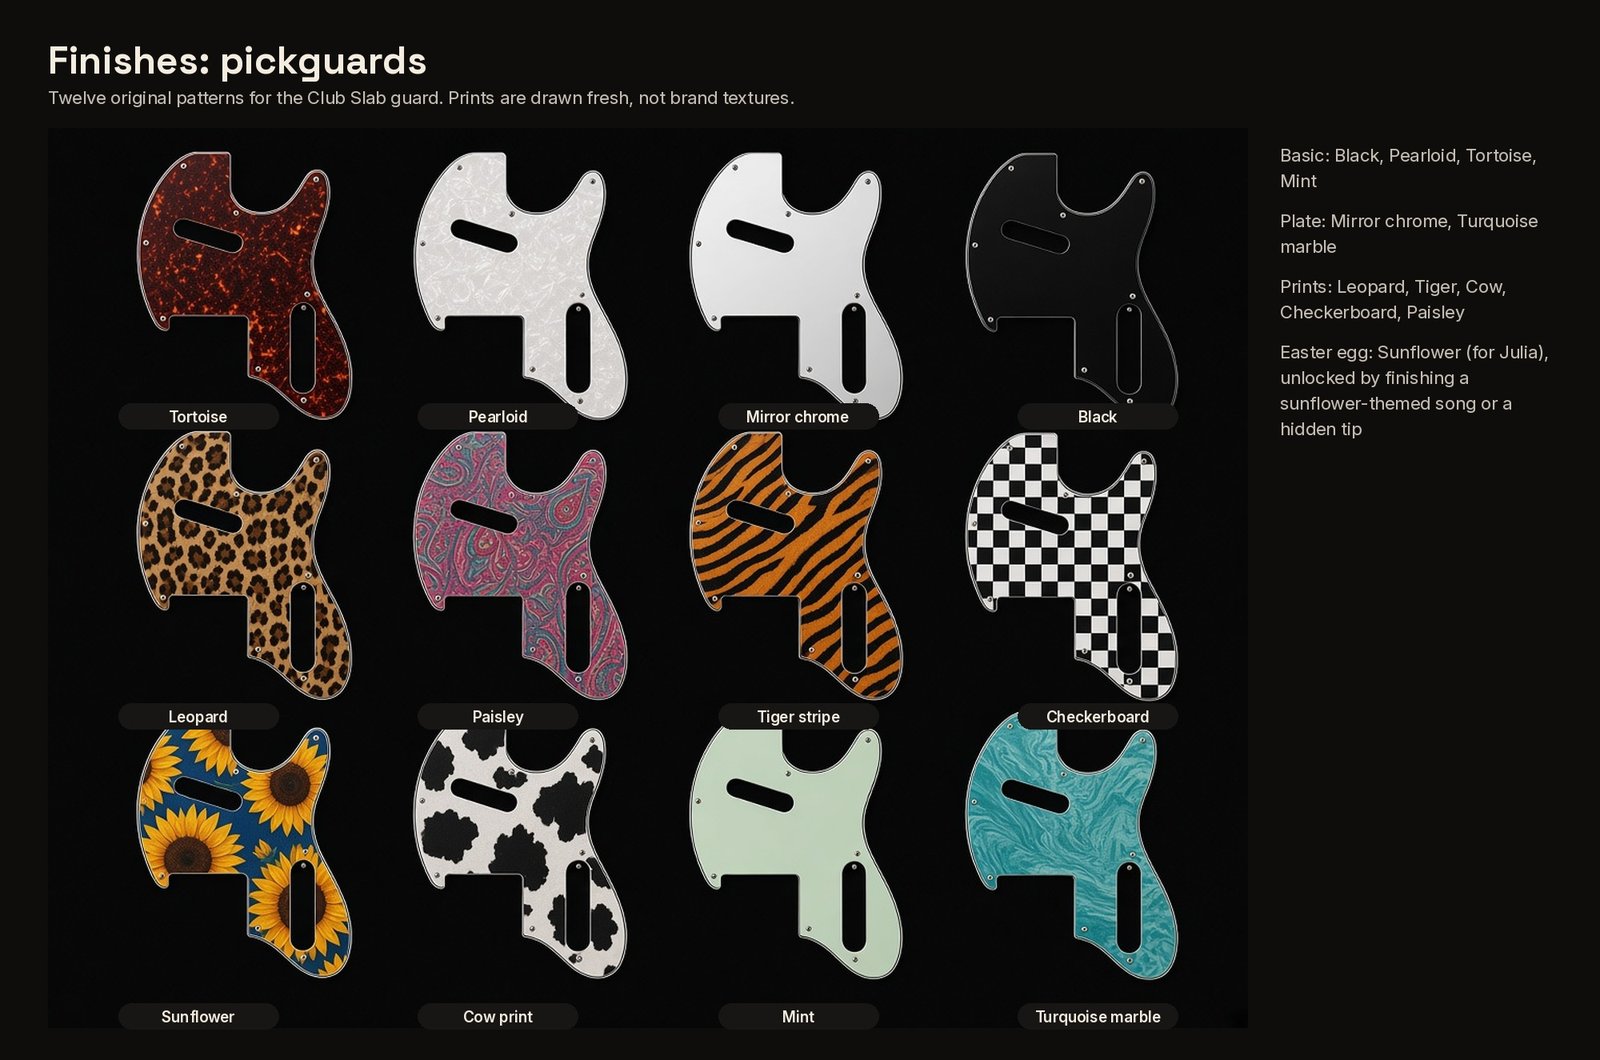 Finishes: pickguards
Twelve original patterns for the Club Slab guard. Prints are drawn fresh, not brand textures.
Basic: Black, Pearloid, Tortoise,
Mint
Plate: Mirror chrome, Turquoise
marble
Prints: Leopard, Tiger, Cow,
Checkerboard, Paisley
Easter egg: Sunflower (for Julia),
unlocked by finishing a
sunflower-themed song or a
hidden tip
Tortoise
Pearloid
Mirror chrome
Black
Leopard
Paisley
Tiger stripe
Checkerboard
Sunflower
Cow print
Mint
Turquoise marble